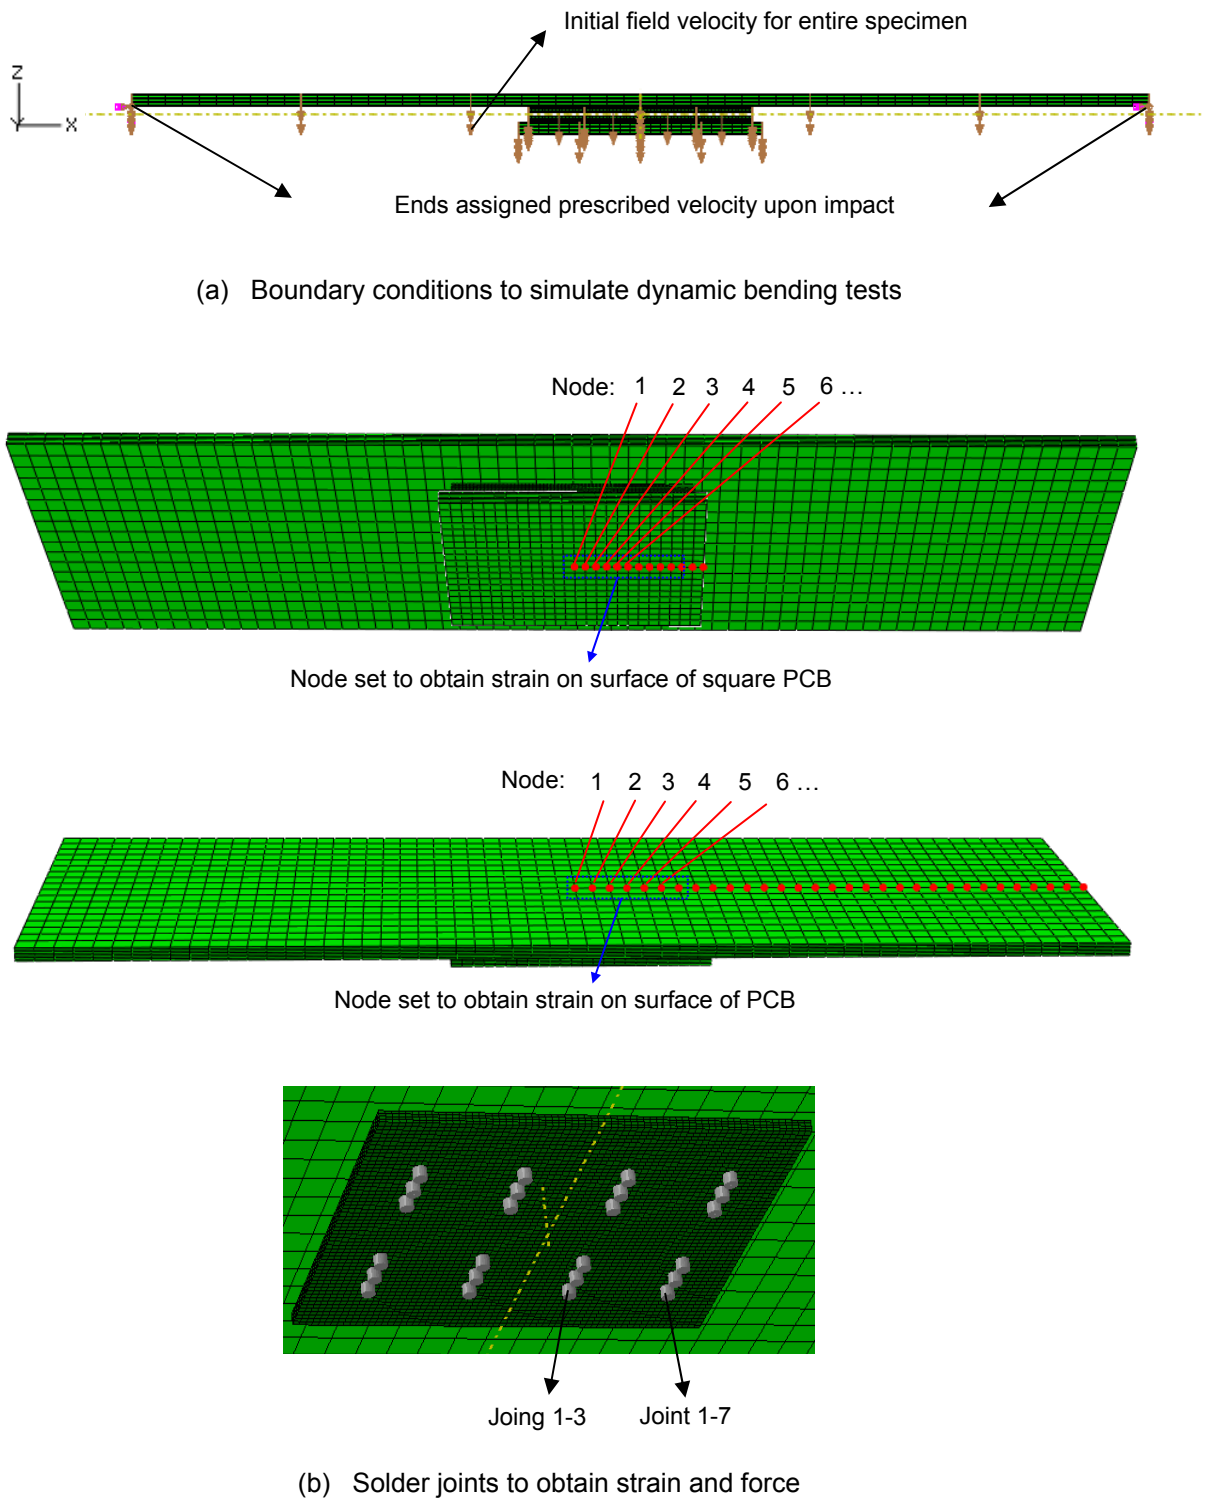 Initial field velocity for entire specimen
Z
Y
X
Ends assigned prescribed velocity upon impact
(a) Boundary conditions to simulate dynamic bending tests
Node: 1 2 3 4 5 6 …
Node set to obtain strain on surface of square PCB
Node: 1 2 3 4 5 6 …
Node set to obtain strain on surface of PCB
Joing 1-3 Joint 1-7
(b) Solder joints to obtain strain and force